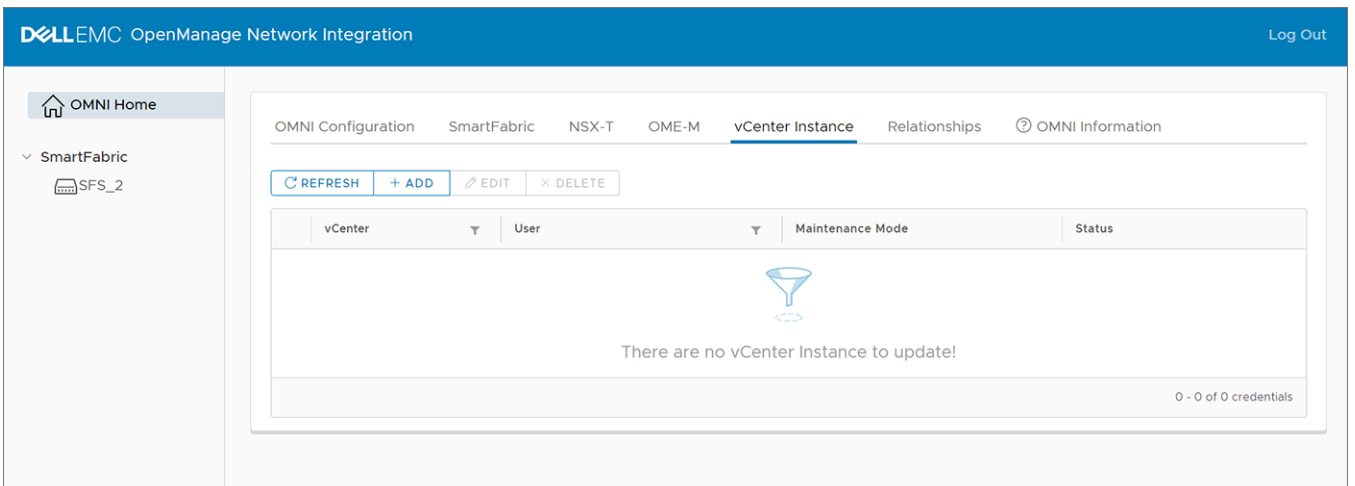 DELLEMC OpenManage Network Integration Log Out
OMNI Home
SmartFabric
SFS_2
OMNI Configuration SmartFabric NSX-T OME-M vCenter Instance Relationships ? OMNI Information
REFRESH + ADD EDIT × DELETE
vCenter User Maintenance Mode Status
There are no vCenter Instance to update!
0 - 0 of 0 credentials